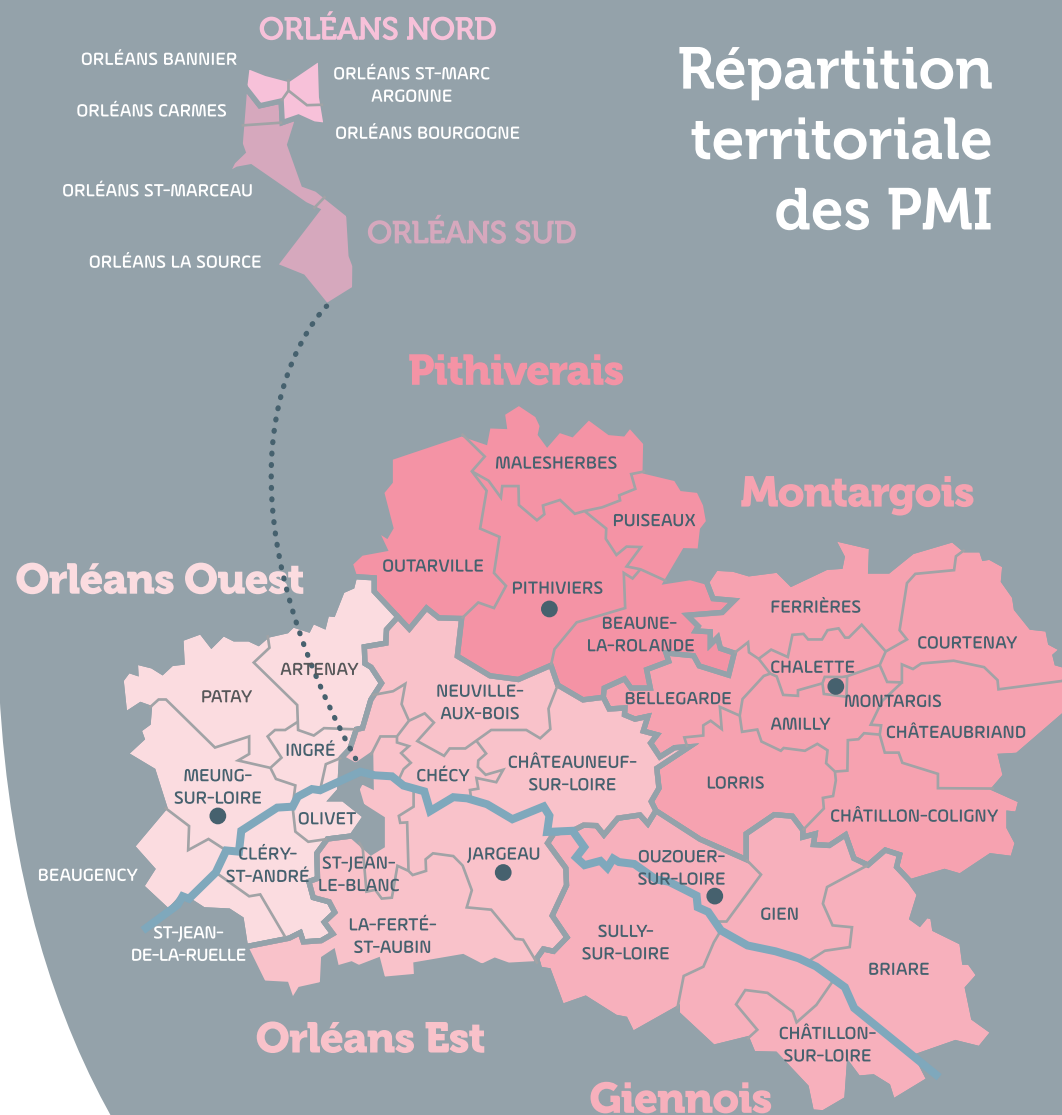 ORLÉANS NORD
ORLÉANS BANNIER
ORLÉANS ST-MARC
ARGONNE
ORLÉANS CARMES
ORLÉANS BOURGOGNE
ORLÉANS ST-MARCEAU
ORLÉANS SUD
ORLÉANS LA SOURCE
Répartition
territoriale
des PMI
Pithiverais
MALESHERBES
PUISEAUX
OUTARVILLE
PITHIVIERS
BEAUNE-
LA-ROLANDE
Montargois
FERRIÈRES
COURTENAY
CHALETTE
MONTARGIS
BELLEGARDE
AMILLY
CHÂTEAUBRIAND
LORRIS
CHÂTILLON-COLIGNY
Orléans Ouest
ARTENAY
PATAY
INGRÉ
MEUNG-
SUR-LOIRE
OLIVET
CLÉRY-
ST-ANDRÉ
BEAUGENCY
ST-JEAN-
DE-LA-RUELLE
NEUVILLE-
AUX-BOIS
CHÉCY
CHÂTEAUNEUF-
SUR-LOIRE
ST-JEAN-
LE-BLANC
JARGEAU
LA-FERTÉ-
ST-AUBIN
Orléans Est
OUZOUER-
SUR-LOIRE
GIEN
SULLY-
SUR-LOIRE
BRIARE
CHÂTILLON-
SUR-LOIRE
Giennois